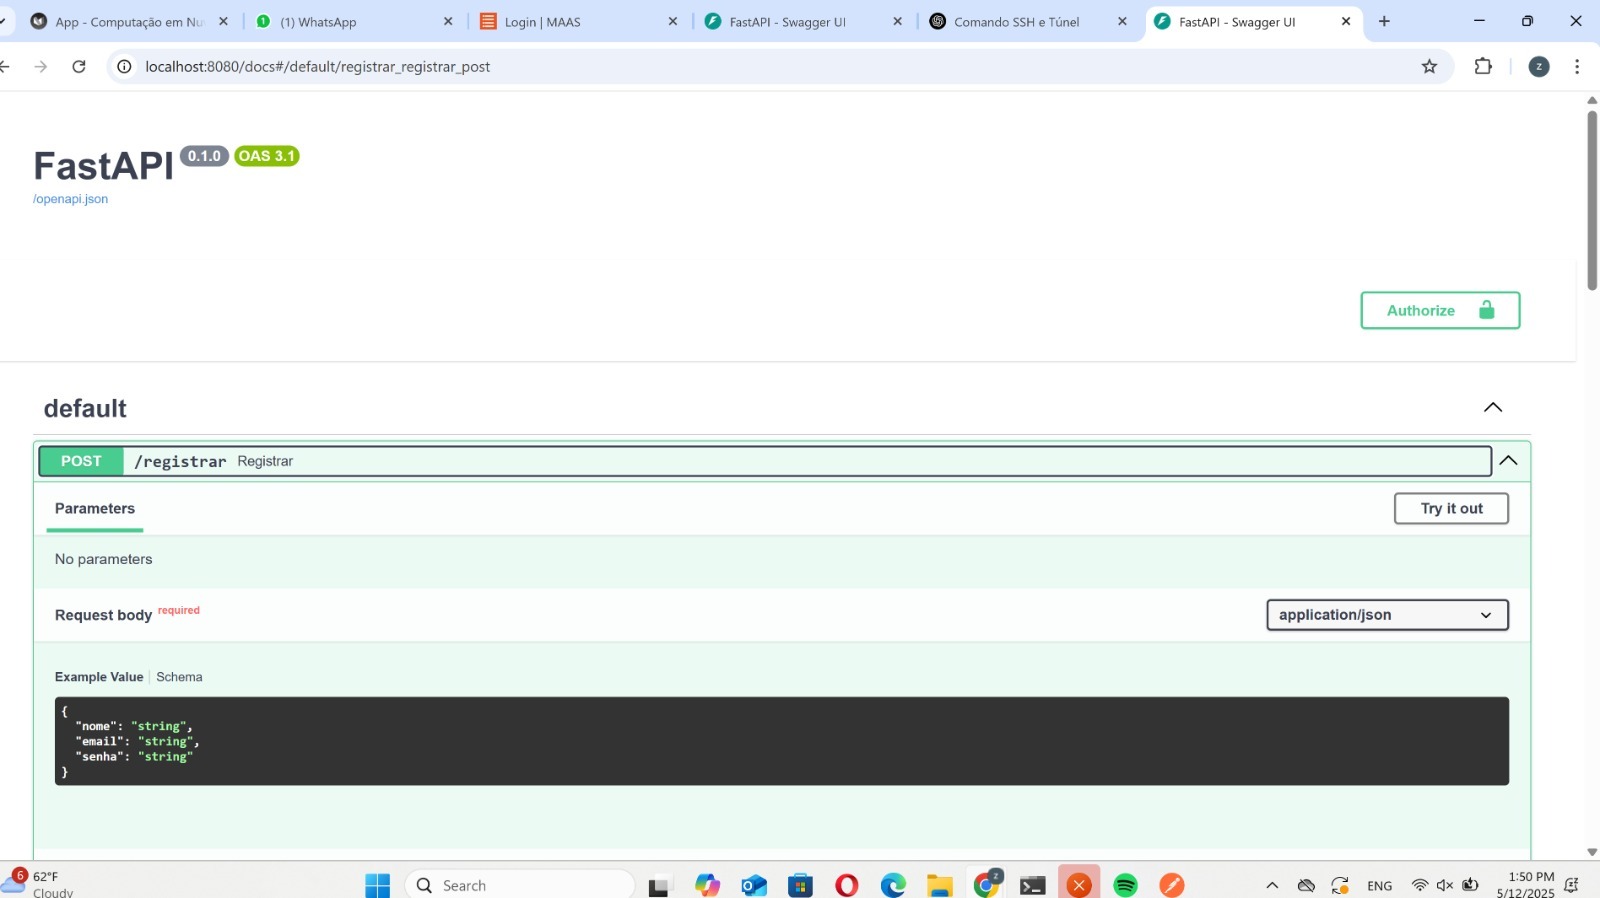 App - Computação em Nu
(1) WhatsApp
Login | MAAS
FastAPI - Swagger UI
Comando SSH e Túnel
FastAPI - Swagger UI
localhost:8080/docs#/default/registrar_registrar_post
z
FastAPI 0.1.0 OAS 3.1
/openapi.json
Authorize
default
POST /registrar Registrar
Parameters
Try it out
No parameters
Request body required
application/json
Example Value | Schema
{
"nome": "string",
"email": "string",
"senha": "string"
}
6
62°F
Cloudy
Search
z
ENG
1:50 PM
5/12/2025